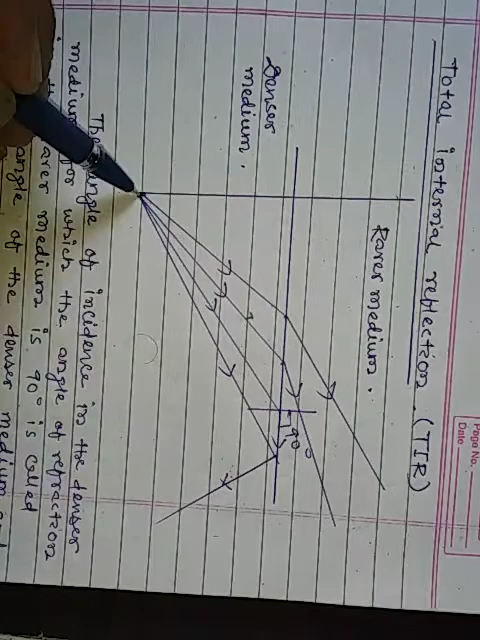 Page No.
Date
Total internal reflection. (TIR)
Rarer medium.
Denser
medium.
90°
The angle of incidence in the denser
medium for which the angle of refraction
rarer medium is 90° is called
angle of the denser medium and